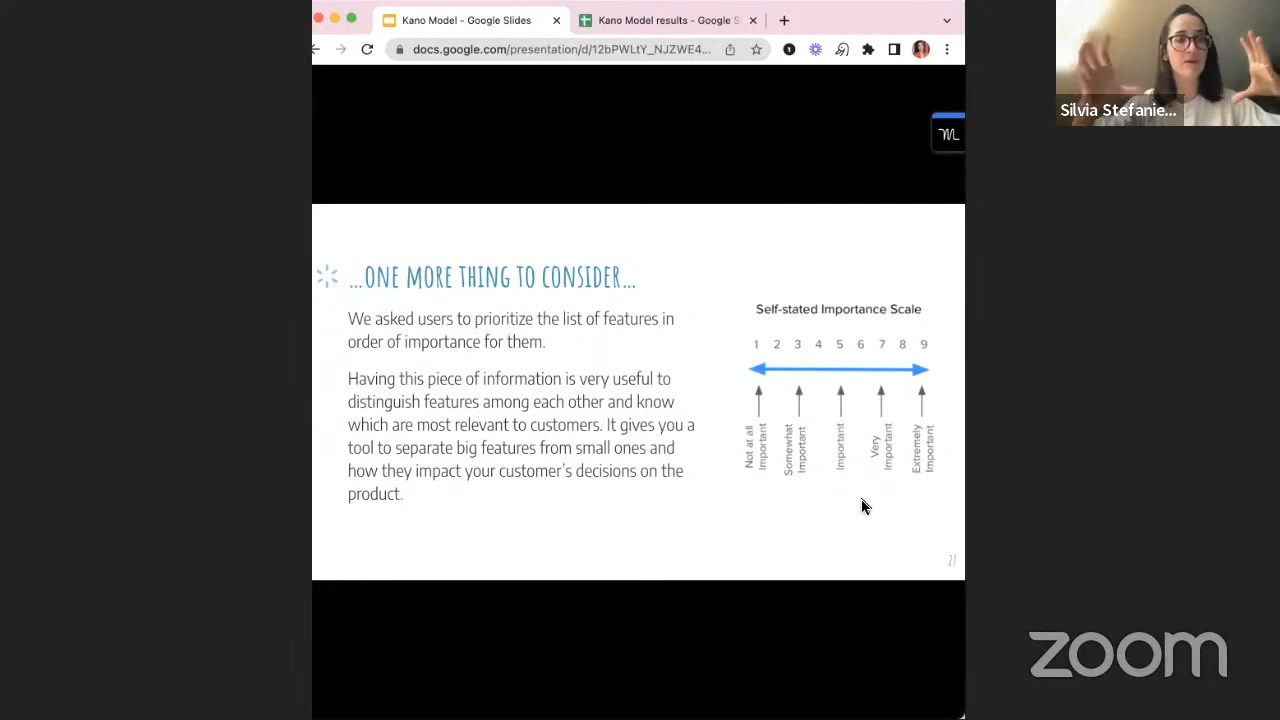 Kano Model - Google Slides
Kano Model results - Google S
docs.google.com/presentation/d/12bPWLtY_NJZWE4...
Silvia Stefanie...
...ONE MORE THING TO CONSIDER...
We asked users to prioritize the list of features in
order of importance for them.
Having this piece of information is very useful to
distinguish features among each other and know
which are most relevant to customers. It gives you a
tool to separate big features from small ones and
how they impact your customer's decisions on the
product.
Self-stated Importance Scale
1 2 3 4 5 6 7 8 9
Not at all
Important
Somewhat
Important
Important
Very
Important
Extremely
Important
21
zoom